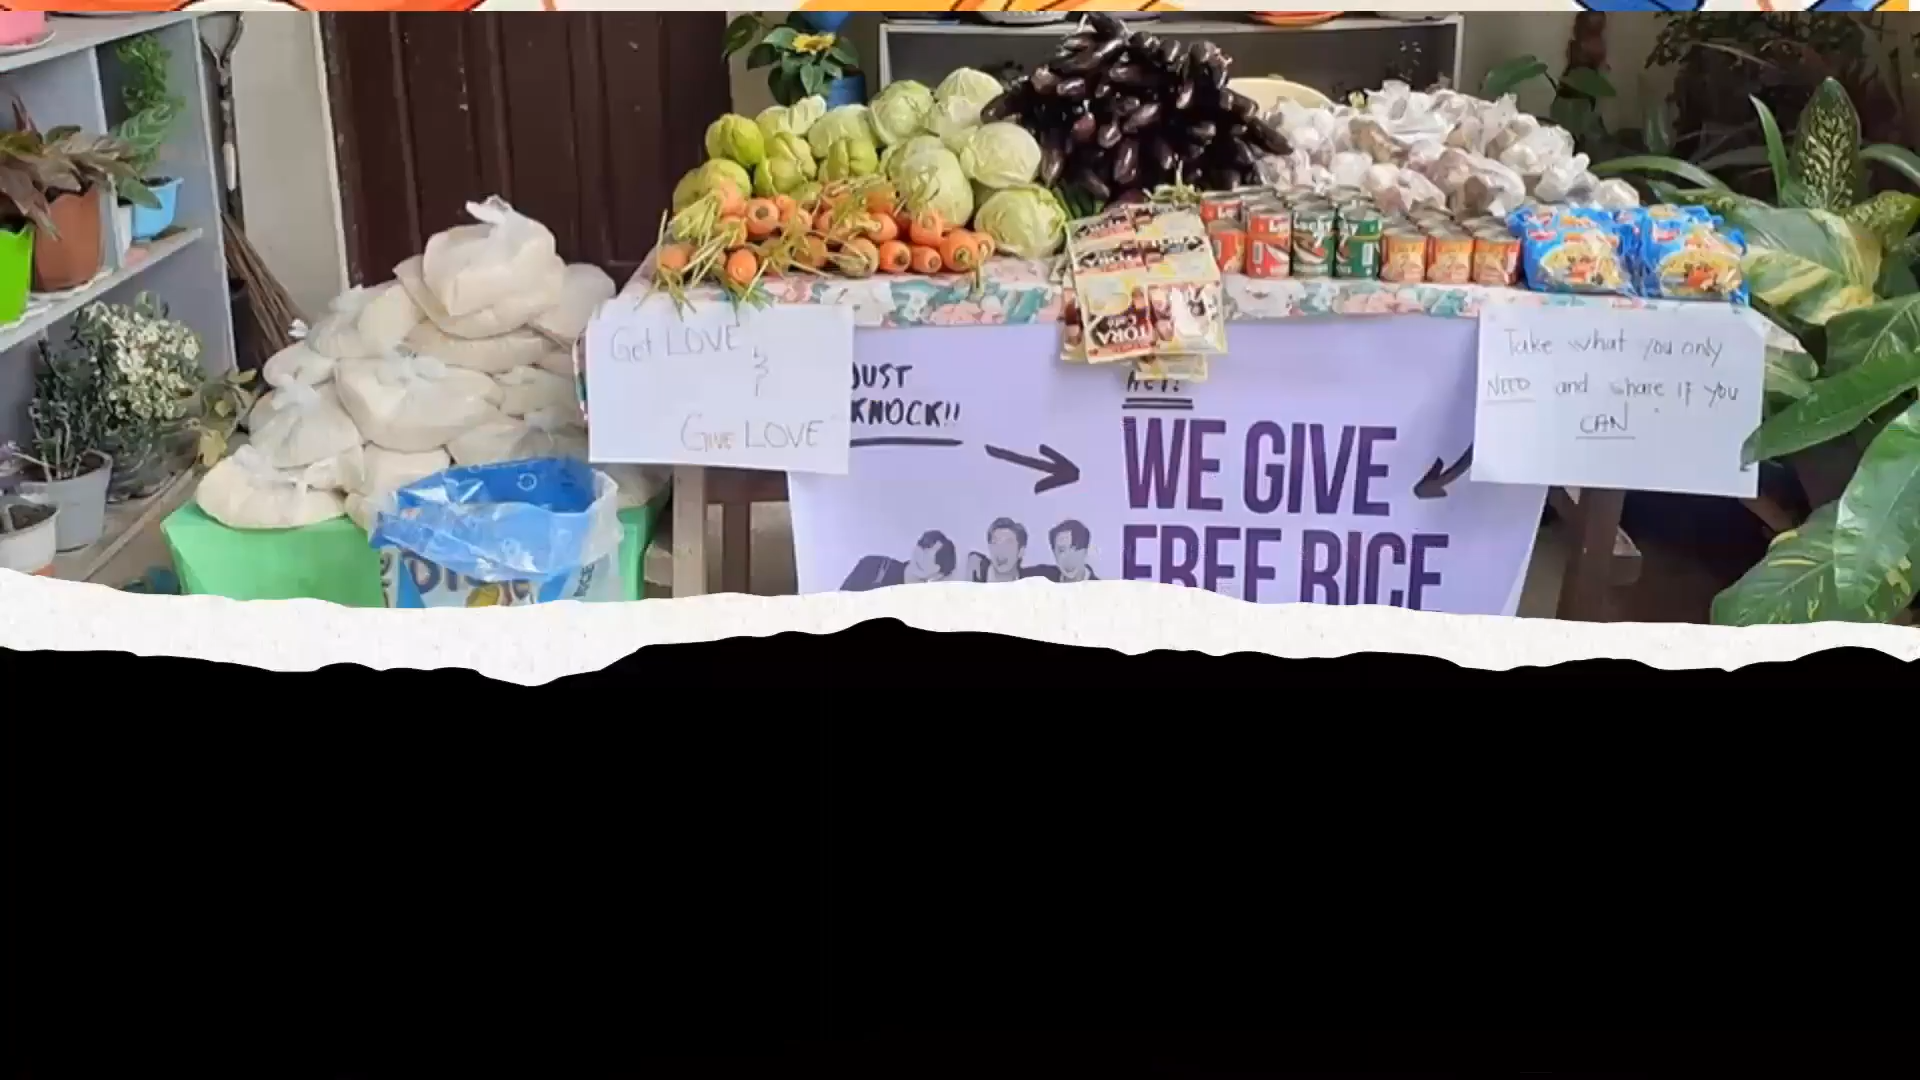 Get LOVE
GIVE LOVE
JUST
KNOCK!!
HEY!
WE GIVE
FREE RICE
Take what you only
NEED and share if you
CAN